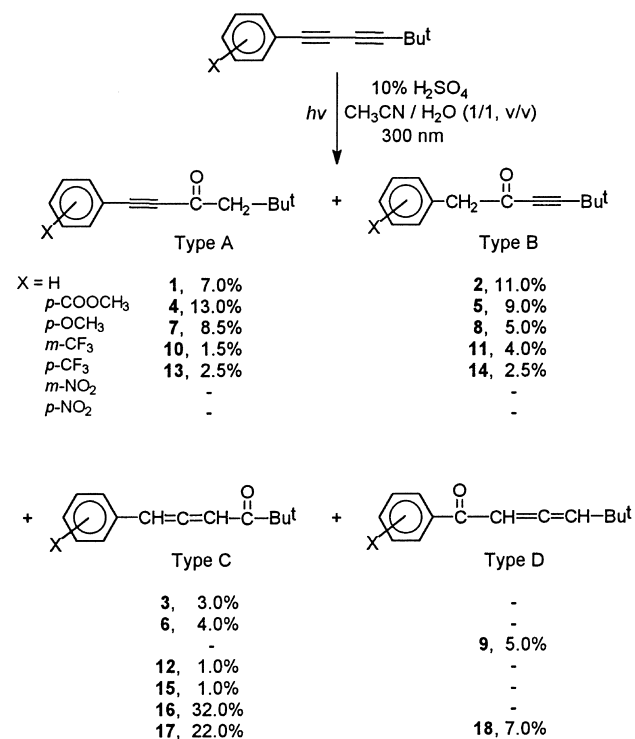 X
But
hv
10% H2SO4
CH3CN / H2O (1/1, v/v)
300 nm
X
O
C
CH2
But
Type A
+
X
CH2
O
C
But
Type B
X = H 1, 7.0% 2, 11.0%
p-COOCH3 4, 13.0% 5, 9.0%
p-OCH3 7, 8.5% 8, 5.0%
m-CF3 10, 1.5% 11, 4.0%
p-CF3 13, 2.5% 14, 2.5%
m-NO2 - -
p-NO2 - -
+
X
CH=C=CH-C-But
O
Type C
+
X
O
C-CH=C=CH-But
Type D
3, 3.0% -
6, 4.0% -
- 9, 5.0%
12, 1.0% -
15, 1.0% -
16, 32.0% -
17, 22.0% 18, 7.0%